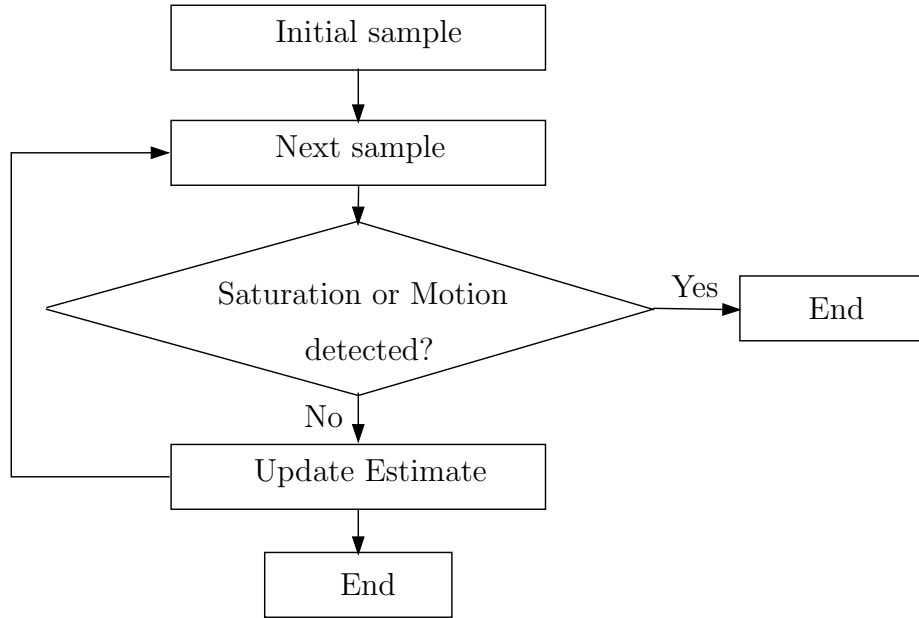 Initial sample
Next sample
Saturation or Motion
detected?
Yes
End
No
Update Estimate
End